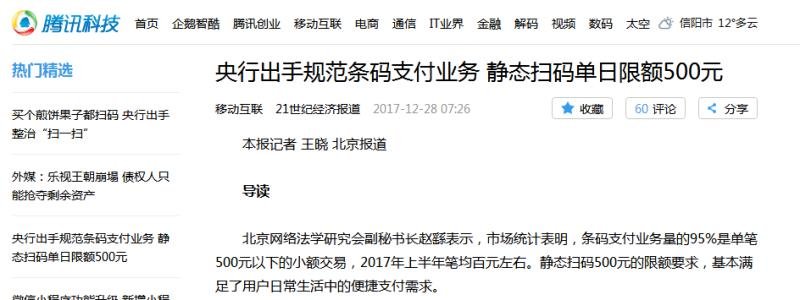 腾讯科技 首页 企鹅智酷 腾讯创业 移动互联 电商 通信 IT业界 金融 解码 视频 数码 太空 信阳市 12°多云
热门精选
买个煎饼果子都扫码 央行出手
整治“扫一扫”
外媒：乐视王朝崩塌 债权人只
能抢夺剩余资产
央行出手规范条码支付业务 静
态扫码单日限额500元
微信小程序功能升级 新增小程
央行出手规范条码支付业务 静态扫码单日限额500元
移动互联 21世纪经济报道 2017-12-28 07:26 收藏 60 评论 分享
本报记者 王晓 北京报道
导读
北京网络法学研究会副秘书长赵鹞表示，市场统计表明，条码支付业务量的95%是单笔
500元以下的小额交易，2017年上半年笔均百元左右。静态扫码500元的限额要求，基本满
足了用户日常生活中的便捷支付需求。